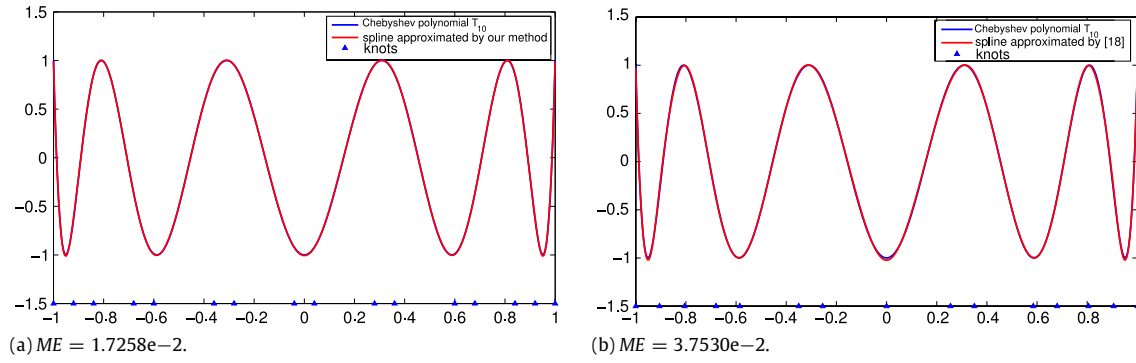 1.5
1
0.5
0
−0.5
−1
−1.5
−1 −0.8 −0.6 −0.4 −0.2 0 0.2 0.4 0.6 0.8 1
Chebyshev polynomial T10
spline approximated by our method
knots
(a) ME = 1.7258e−2.
1.5
1
0.5
0
−0.5
−1
−1.5
−1 −0.8 −0.6 −0.4 −0.2 0 0.2 0.4 0.6 0.8
Chebyshev polynomial T10
spline approximated by [18]
knots
(b) ME = 3.7530e−2.